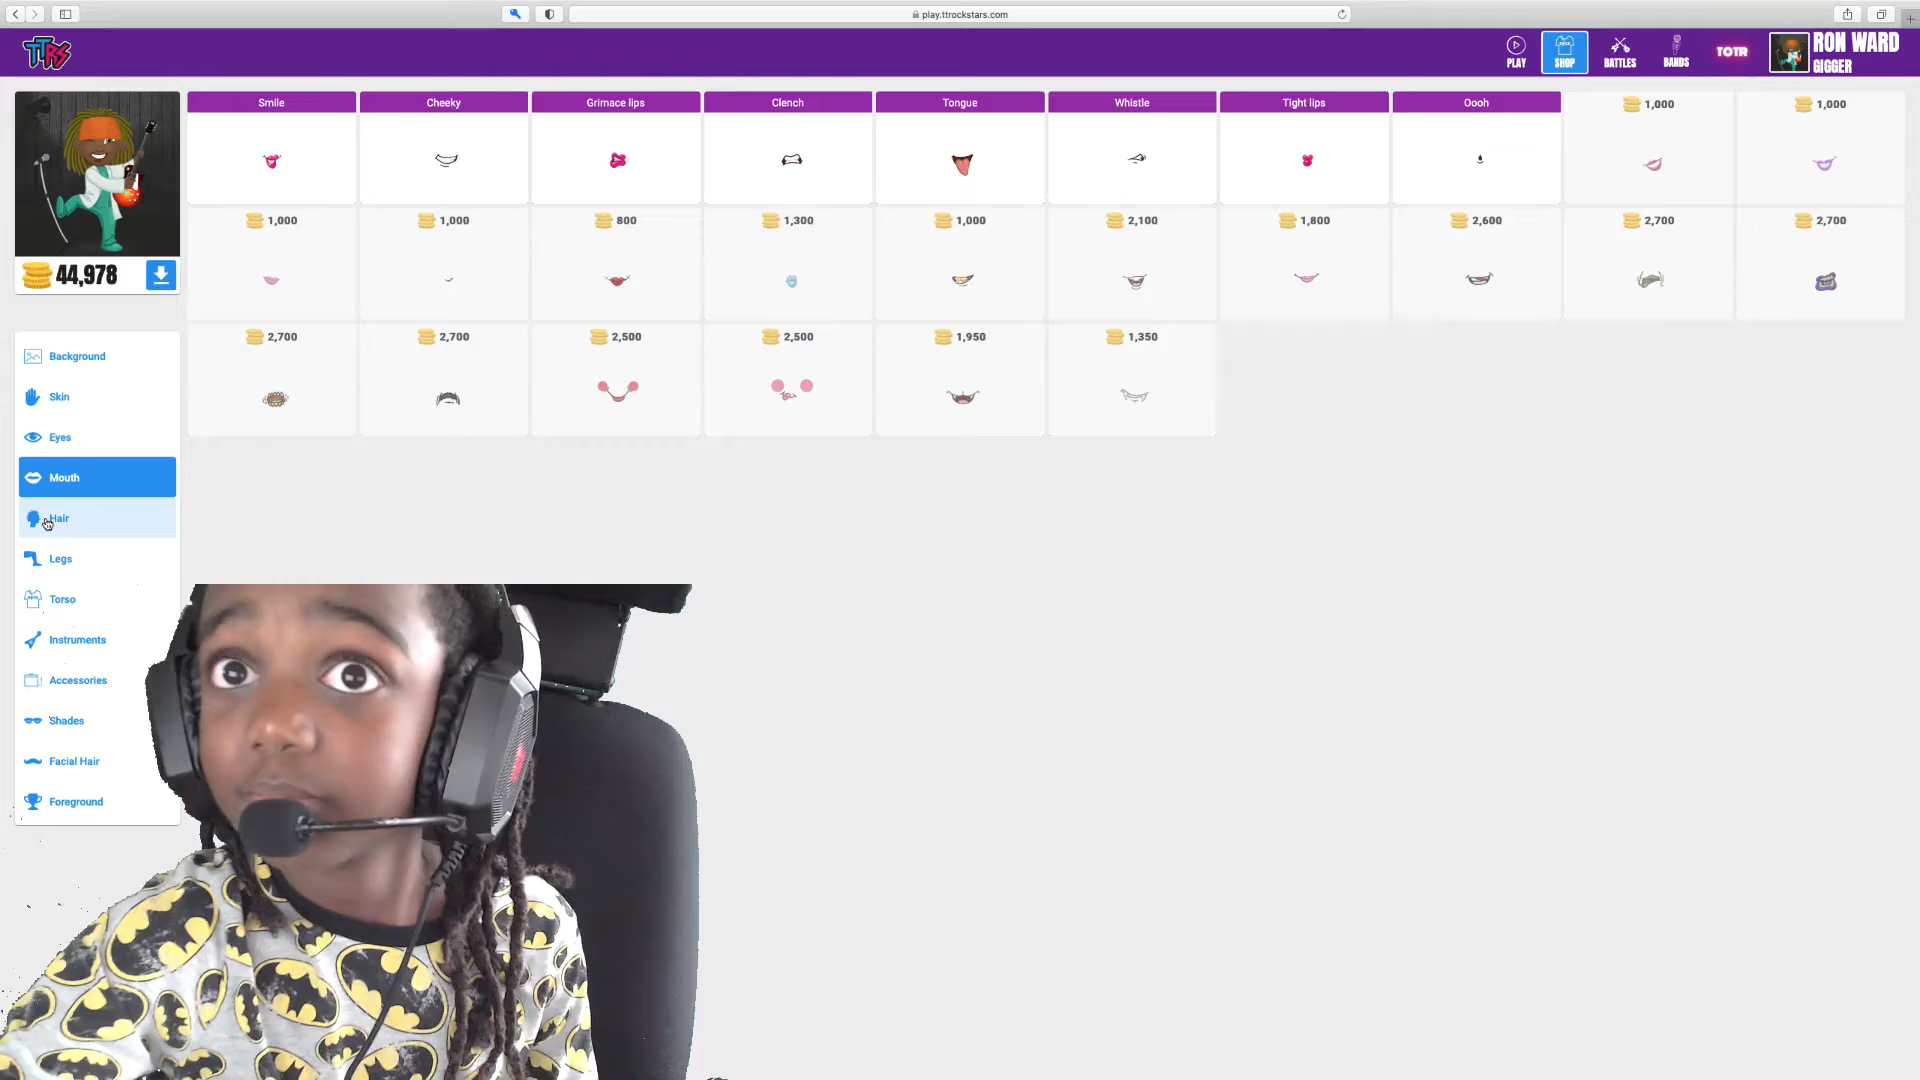 play.ttrockstars.com
TTRS
PLAY
SHOP
BATTLES
BANDS
TOTR
RON WARD
GIGGER
44,978
Smile
Cheeky
Grimace lips
Clench
Tongue
Whistle
Tight lips
Oooh
1,000
1,000
1,000
1,000
800
1,300
1,000
2,100
1,800
2,600
2,700
2,700
2,700
2,700
2,500
2,500
1,950
1,350
Background
Skin
Eyes
Mouth
Hair
Legs
Torso
Instruments
Accessories
Shades
Facial Hair
Foreground